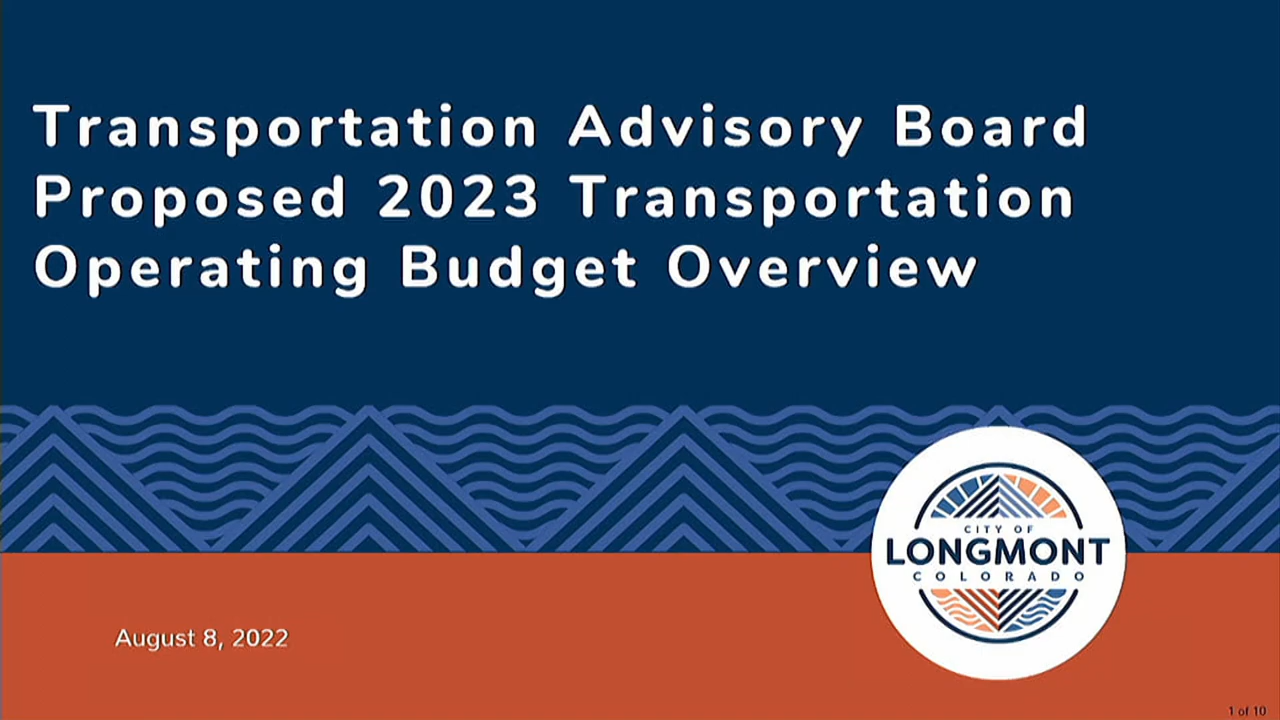 Transportation Advisory Board
Proposed 2023 Transportation
Operating Budget Overview
CITY OF
LONGMONT
COLORADO
August 8, 2022
1 of 10